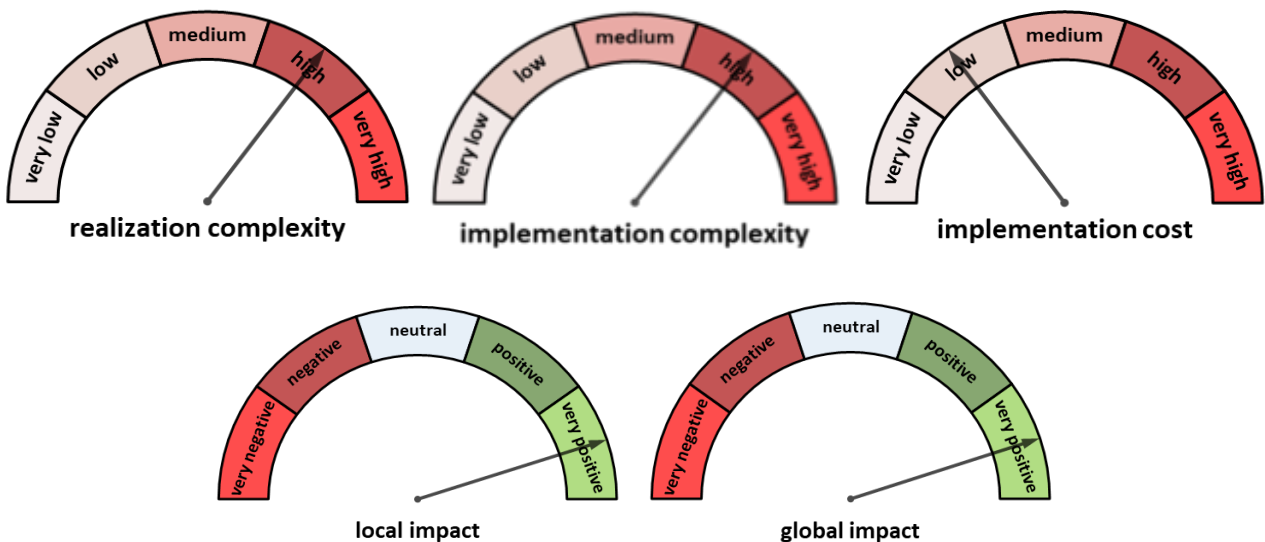 very low
low
medium
high
very high
realization complexity
very low
low
medium
high
very high
implementation complexity
very low
low
medium
high
very high
implementation cost
very negative
negative
neutral
positive
very positive
local impact
very negative
negative
neutral
positive
very positive
global impact